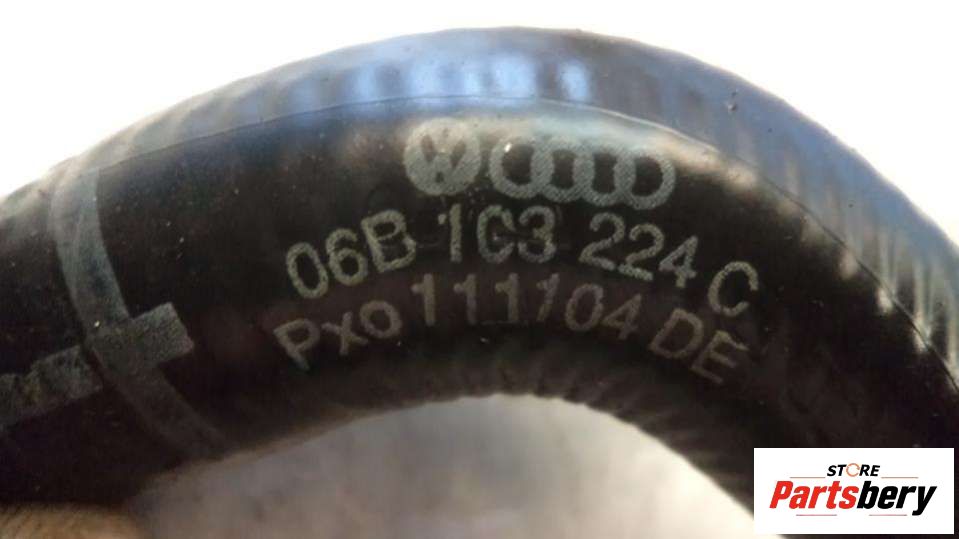 06B 103 224 C
Pxo 111104 DE
STORE
Partsbery